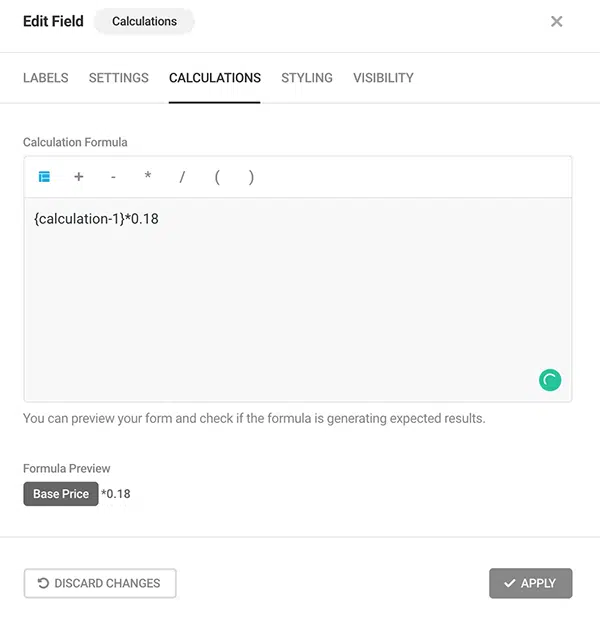 Edit Field Calculations
LABELS SETTINGS CALCULATIONS STYLING VISIBILITY
Calculation Formula
+ - * / ( )
{calculation-1}*0.18
You can preview your form and check if the formula is generating expected results.
Formula Preview
Base Price *0.18
DISCARD CHANGES APPLY